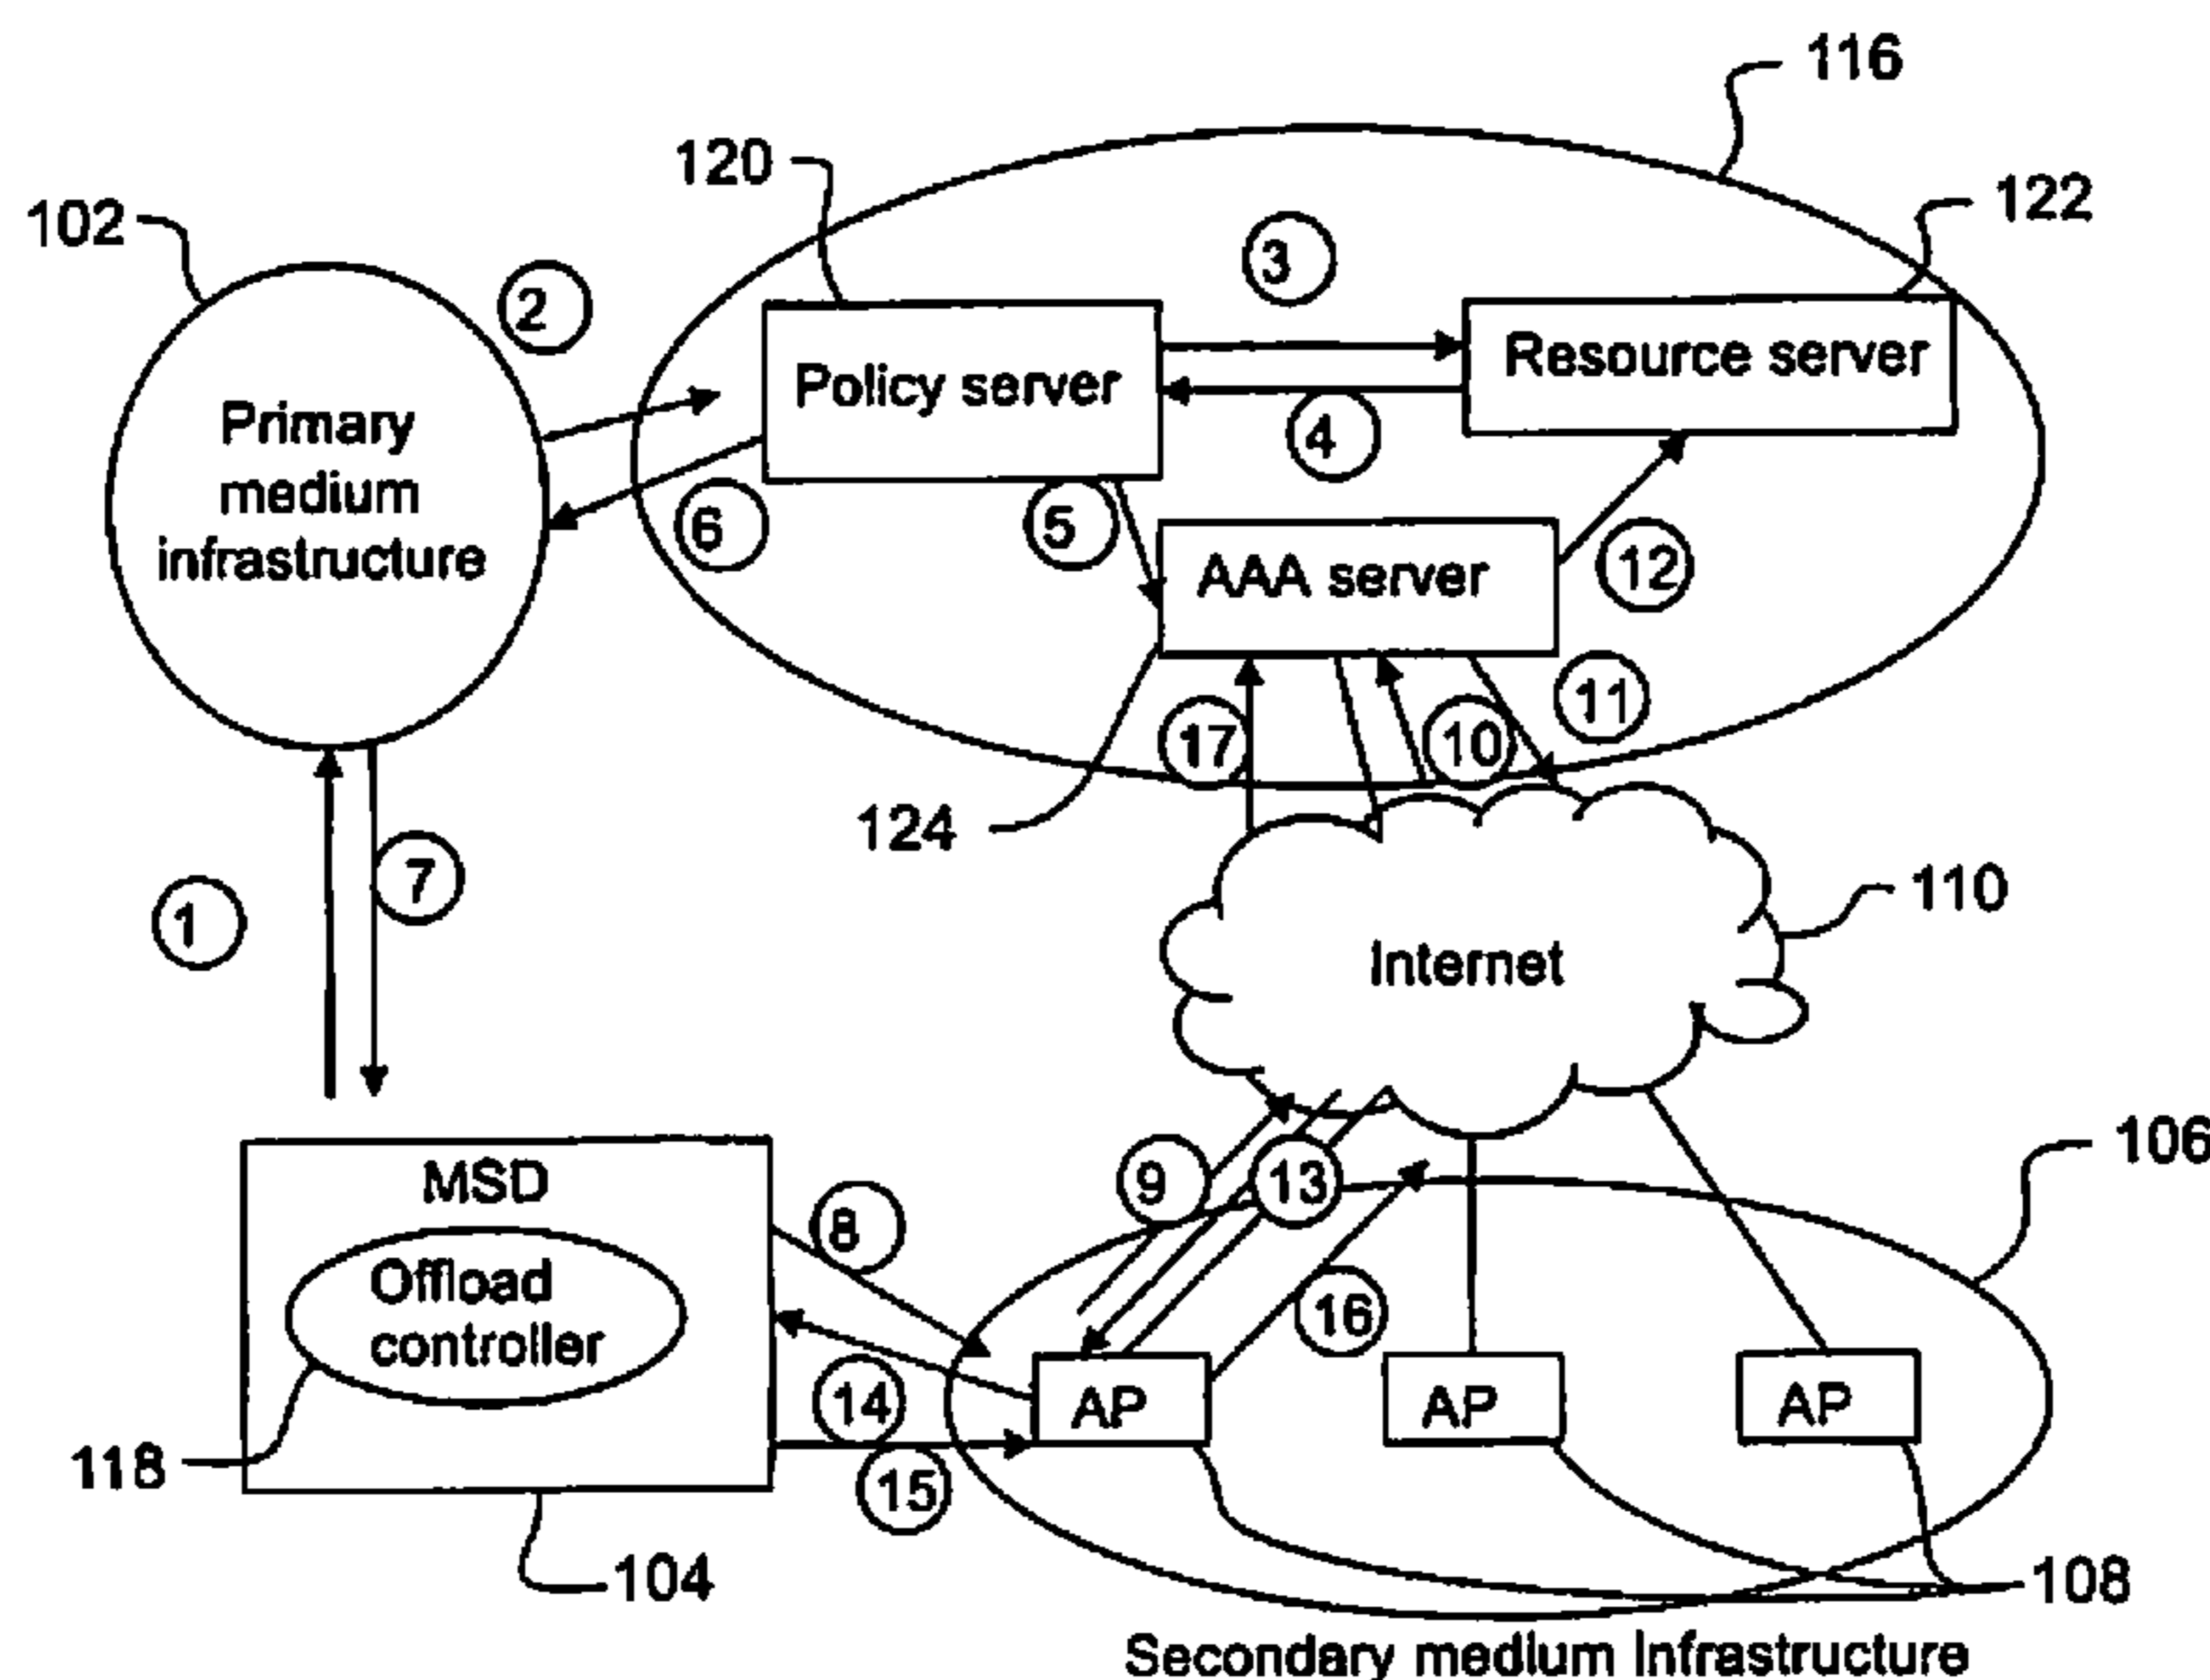 116
120
122
102
2
3
Policy server
Resource server
Primary
medium
infrastructure
4
6
5
AAA server
12
11
17
10
124
7
1
110
Internet
106
MSD
9
13
8
Offload
controller
16
14
AP
AP
AP
118
15
104
108
Secondary medium Infrastructure